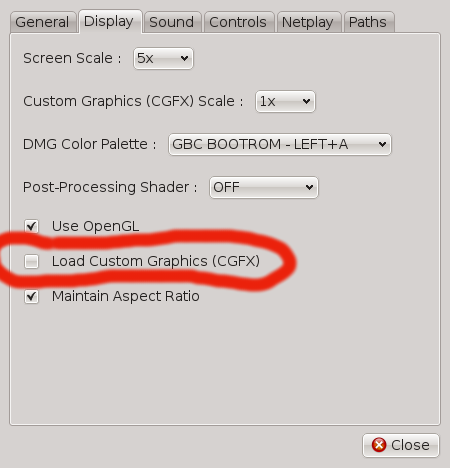 General Display Sound Controls Netplay Paths
Screen Scale : 5x
Custom Graphics (CGFX) Scale : 1x
DMG Color Palette : GBC BOOTROM - LEFT+A
Post-Processing Shader : OFF
Use OpenGL
Load Custom Graphics (CGFX)
Maintain Aspect Ratio
Close